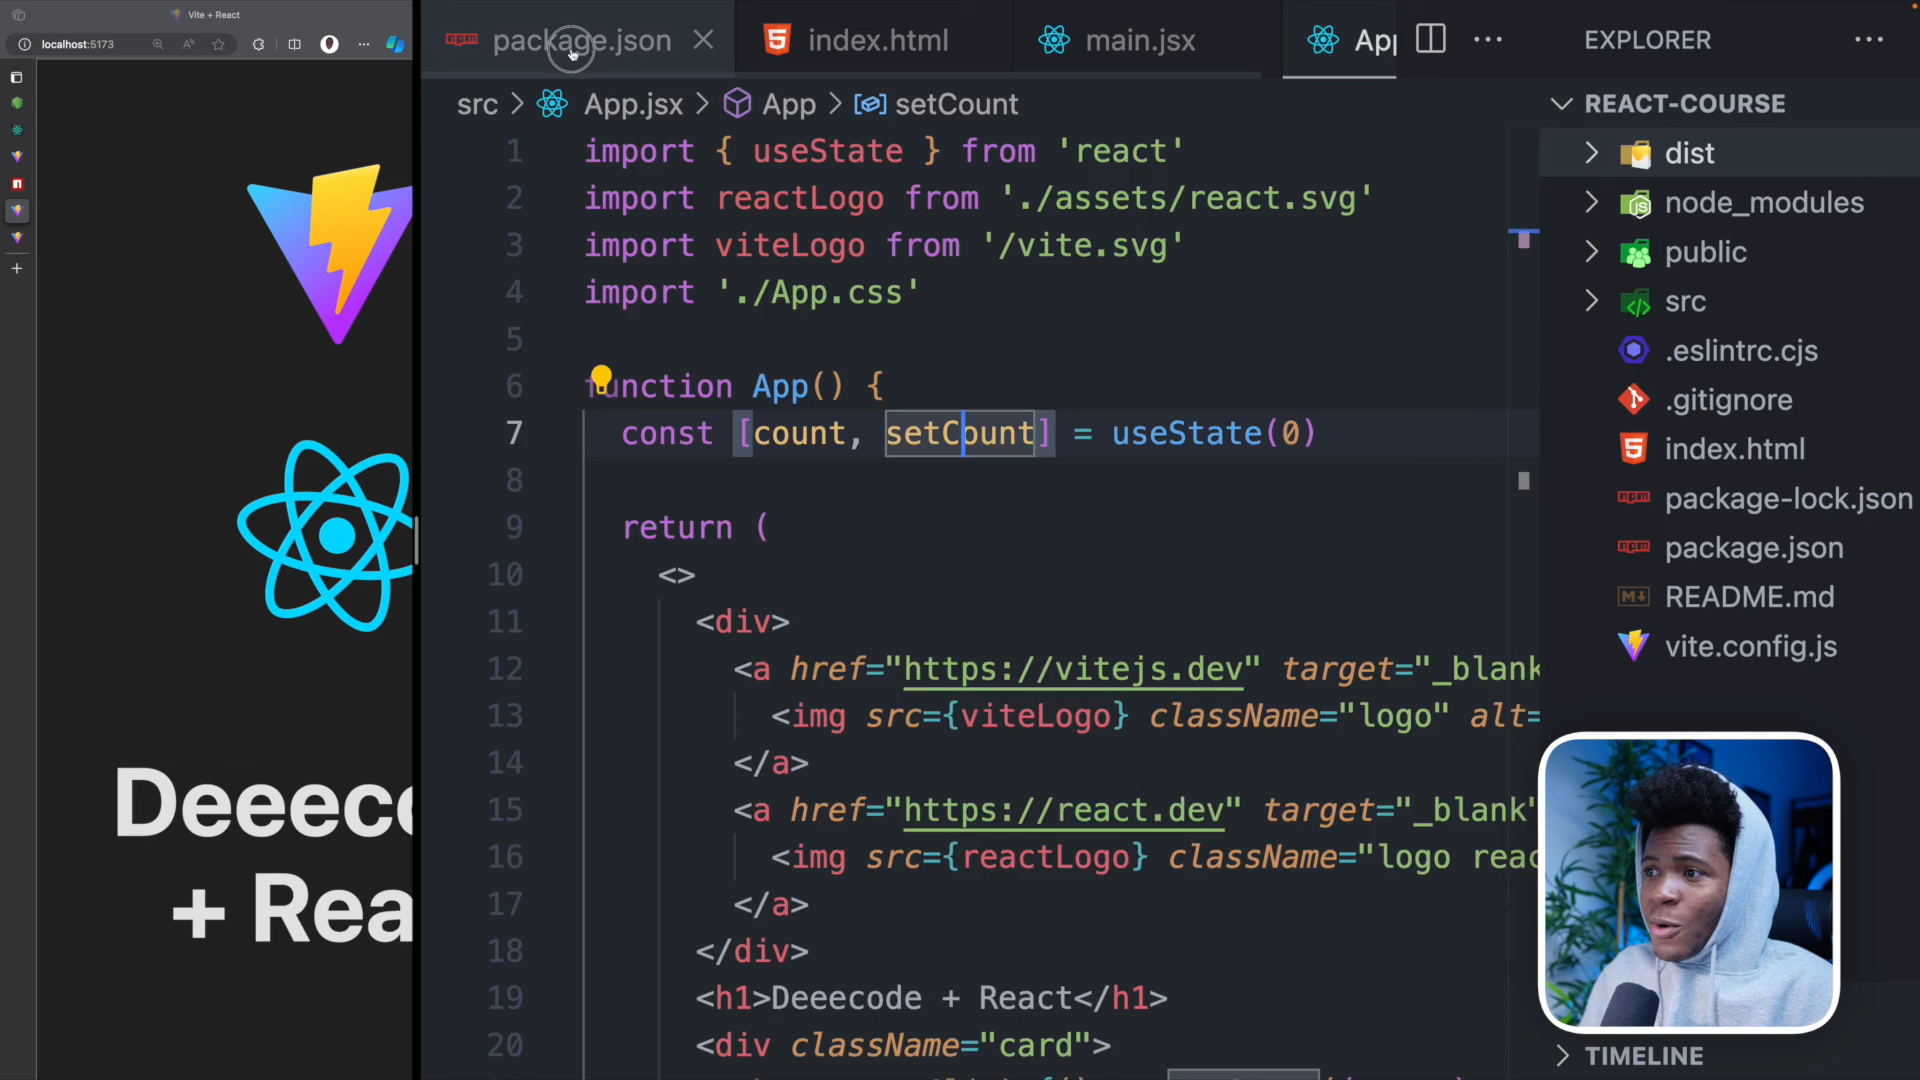 Vite + React
localhost:5173
Deeeco
+ Rea
package.json
index.html
main.jsx
App
src > App.jsx > App > setCount
1 import { useState } from 'react'
2 import reactLogo from './assets/react.svg'
3 import viteLogo from '/vite.svg'
4 import './App.css'
5
6 function App() {
7 const [count, setCount] = useState(0)
8
9 return (
10 <>
11 <div>
12 <a href="https://vitejs.dev" target="_blank
13 <img src={viteLogo} className="logo" alt=
14 </a>
15 <a href="https://react.dev" target="_blank"
16 <img src={reactLogo} className="logo reac
17 </a>
18 </div>
19 <h1>Deeecode + React</h1>
20 <div className="card">
EXPLORER
REACT-COURSE
dist
node_modules
public
src
.eslintrc.cjs
.gitignore
index.html
package-lock.json
package.json
README.md
vite.config.js
TIMELINE